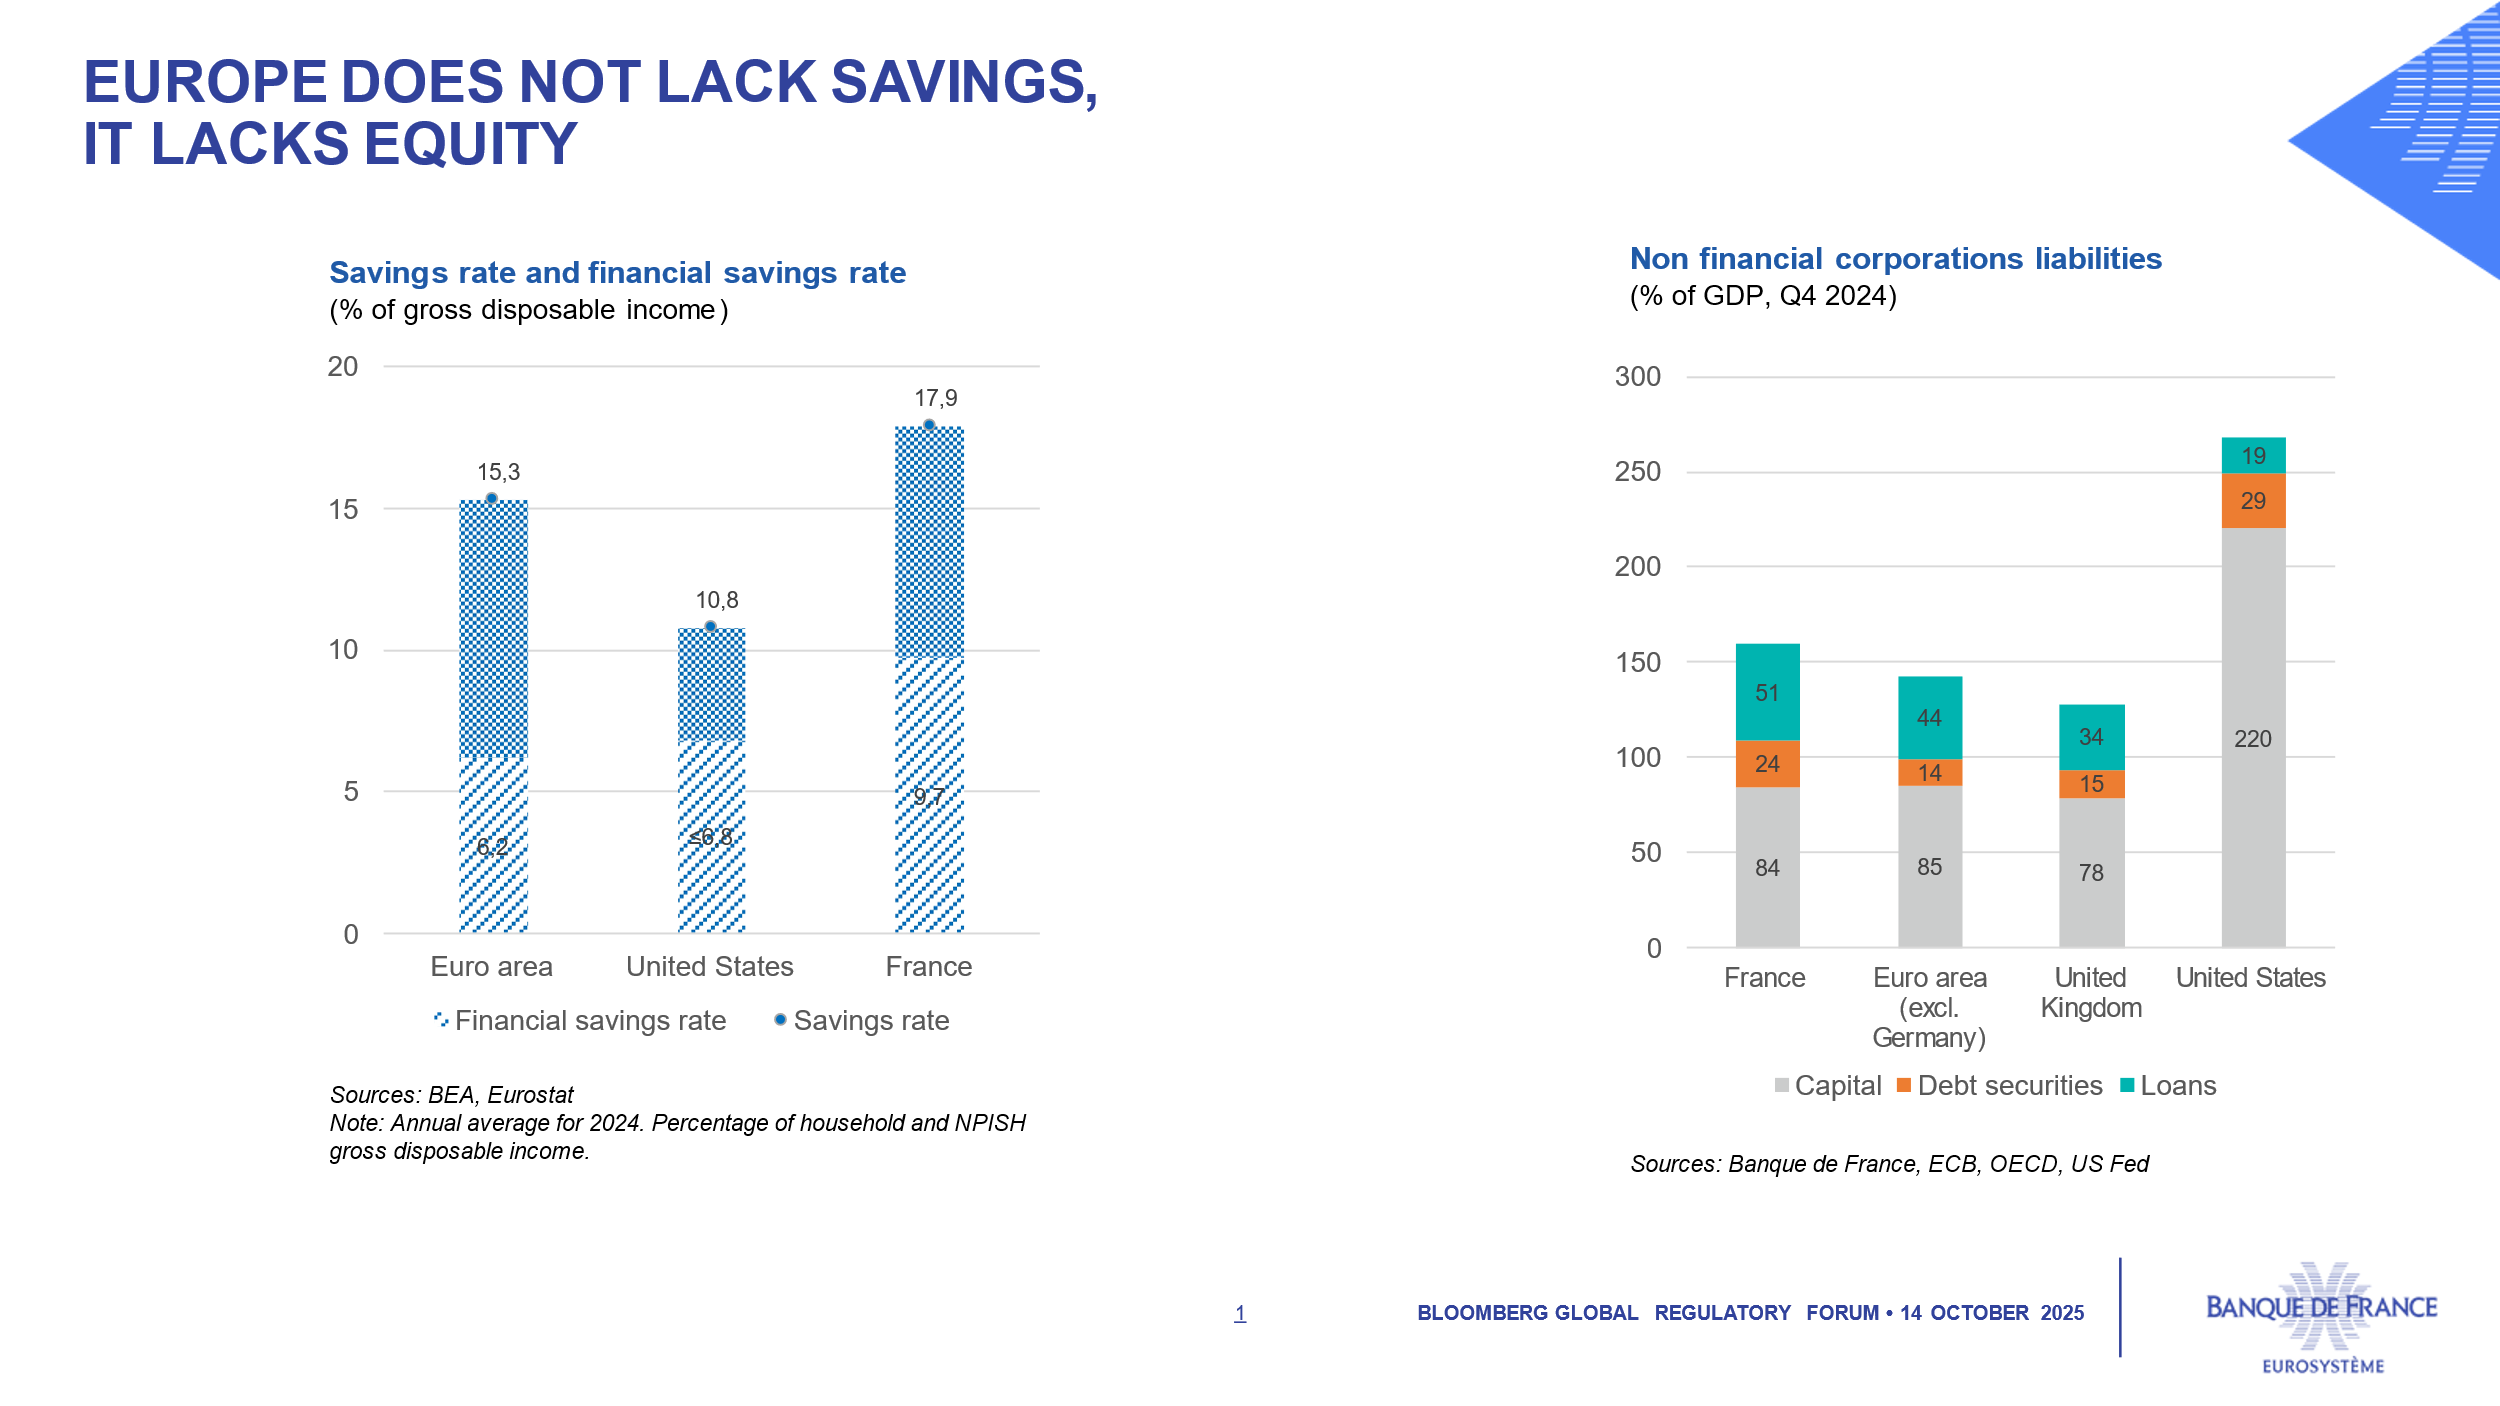 EUROPE DOES NOT LACK SAVINGS,
IT LACKS EQUITY
Savings rate and financial savings rate
(% of gross disposable income)
20
15
10
5
0
15,3
10,8
17,9
6,2
≤6.8
9,7
Euro area
United States
France
Financial savings rate
Savings rate
Sources: BEA, Eurostat
Note: Annual average for 2024. Percentage of household and NPISH
gross disposable income.
Non financial corporations liabilities
(% of GDP, Q4 2024)
300
250
200
150
100
50
0
51
24
84
44
14
85
34
15
78
19
29
220
France
Euro area
(excl.
Germany)
United
Kingdom
United States
Capital
Debt securities
Loans
Sources: Banque de France, ECB, OECD, US Fed
1
BLOOMBERG GLOBAL REGULATORY FORUM • 14 OCTOBER 2025
BANQUE DE FRANCE
EUROSYSTÈME